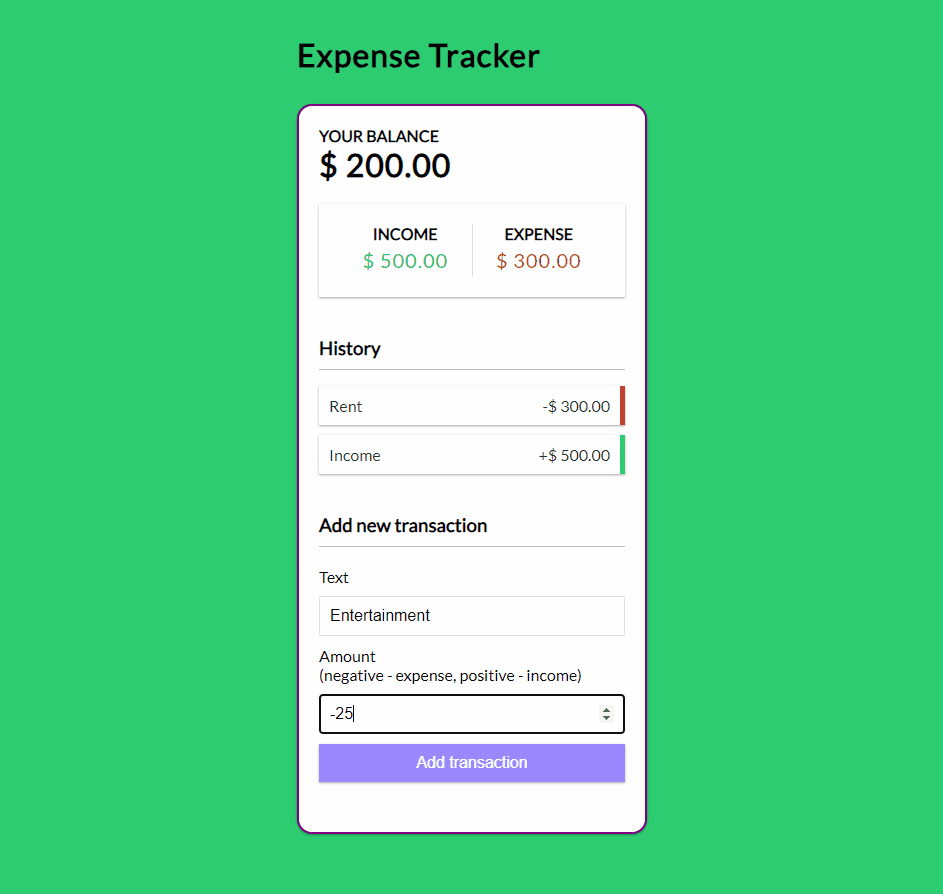 Expense Tracker
YOUR BALANCE
$ 200.00
INCOME EXPENSE
$ 500.00 $ 300.00
History
Rent -$ 300.00
Income +$ 500.00
Add new transaction
Text
Entertainment
Amount
(negative - expense, positive - income)
-25
Add transaction